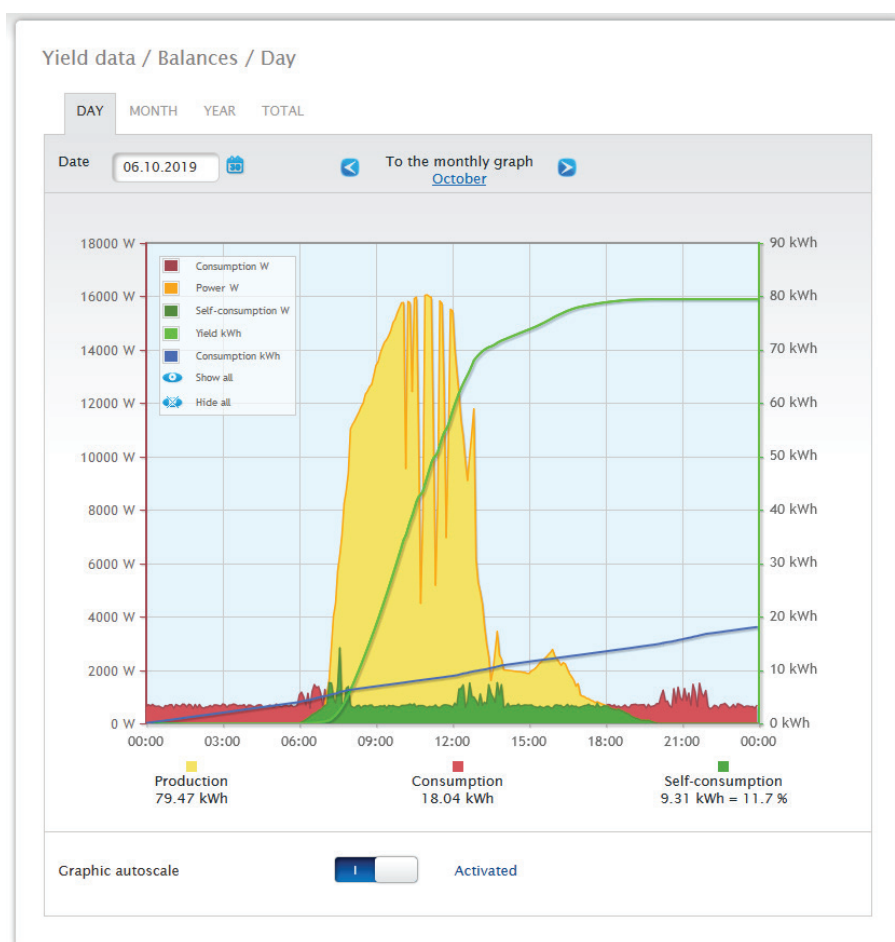 Yield data / Balances / Day
DAY MONTH YEAR TOTAL
Date 06.10.2019 30 To the monthly graph
October
18000 W 90 kWh
Consumption W
Power W
16000 W 80 kWh
Self-consumption W
Yield kWh
14000 W Consumption kWh 70 kWh
Show all
12000 W Hide all 60 kWh
10000 W 50 kWh
8000 W 40 kWh
6000 W 30 kWh
4000 W 20 kWh
2000 W 10 kWh
0 W 0 kWh
00:00 03:00 06:00 09:00 12:00 15:00 18:00 21:00 00:00
Production Consumption Self-consumption
79.47 kWh 18.04 kWh 9.31 kWh = 11.7 %
Graphic autoscale I Activated